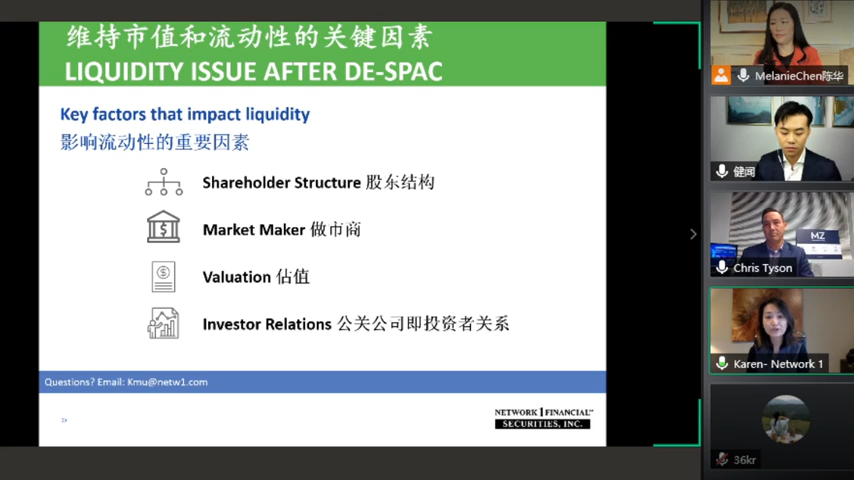 维持市值和流动性的关键因素
LIQUIDITY ISSUE AFTER DE-SPAC
Key factors that impact liquidity
影响流动性的重要因素
Shareholder Structure 股东结构
Market Maker 做市商
Valuation 估值
Investor Relations 公关公司即投资者关系
Questions? Email: Kmu@netw1.com
NETWORK 1 FINANCIAL
SECURITIES, INC.
MelanieChen陈华
健闻
MZ
Chris Tyson
Karen- Network 1
36kr